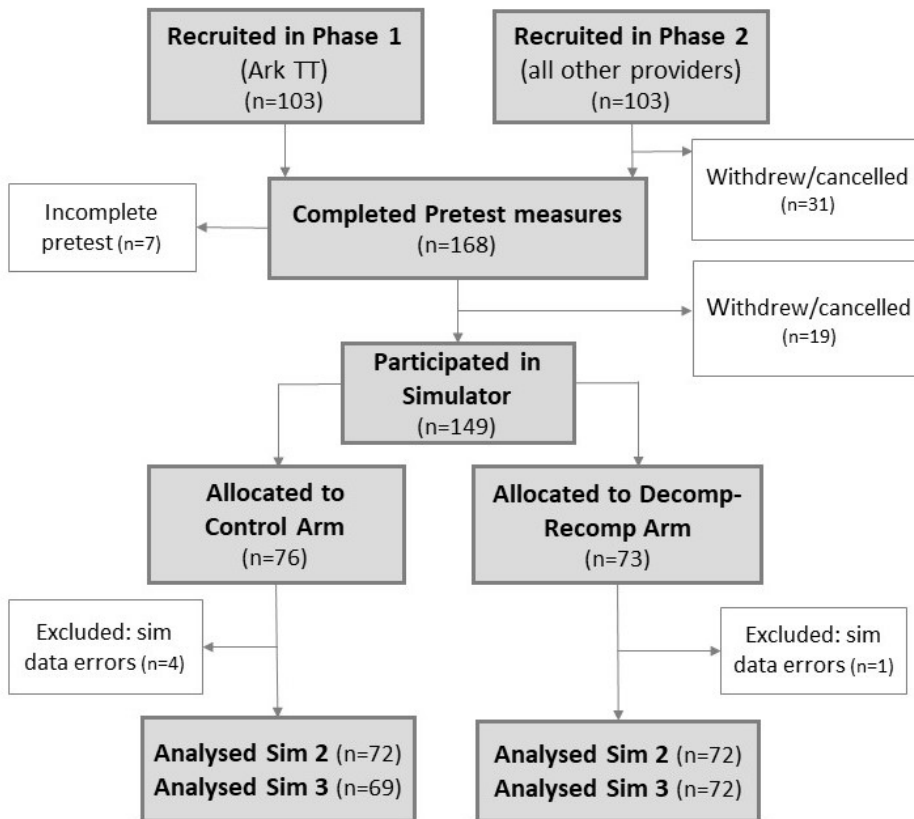 Recruited in Phase 1
(Ark TT)
(n=103)
Recruited in Phase 2
(all other providers)
(n=103)
Withdrew/cancelled
(n=31)
Incomplete
pretest (n=7)
Completed Pretest measures
(n=168)
Withdrew/cancelled
(n=19)
Participated in
Simulator
(n=149)
Allocated to
Control Arm
(n=76)
Allocated to Decomp-
Recomp Arm
(n=73)
Excluded: sim
data errors (n=4)
Excluded: sim
data errors (n=1)
Analysed Sim 2 (n=72)
Analysed Sim 3 (n=69)
Analysed Sim 2 (n=72)
Analysed Sim 3 (n=72)